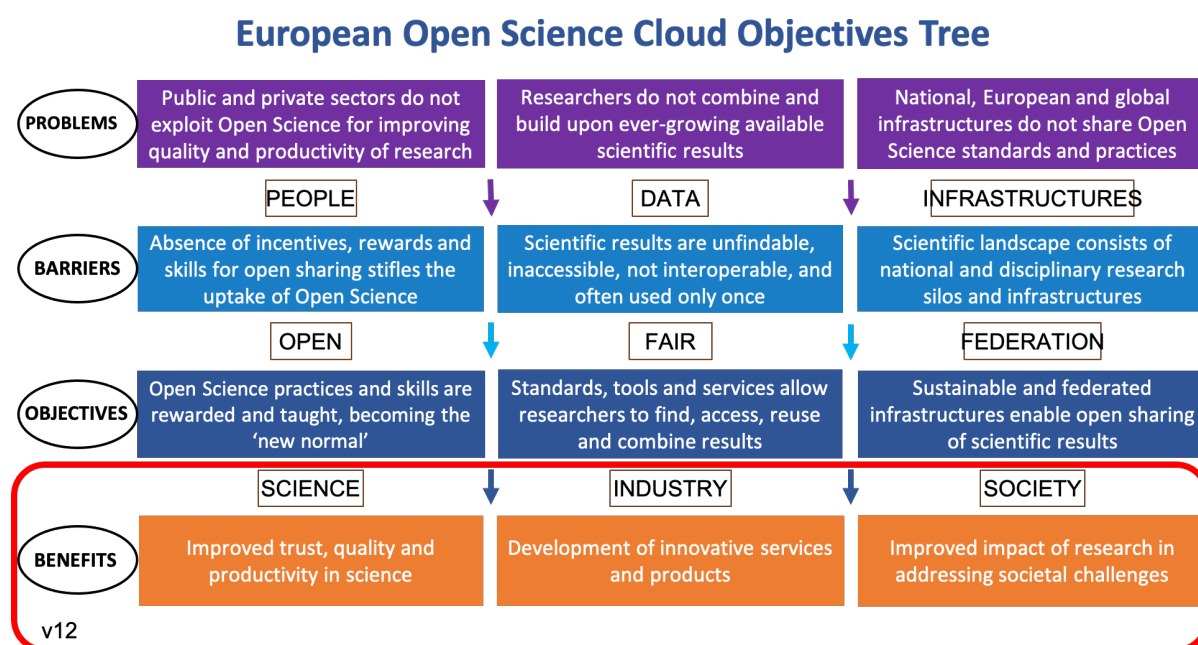 European Open Science Cloud Objectives Tree
PROBLEMS
Public and private sectors do not
exploit Open Science for improving
quality and productivity of research
Researchers do not combine and
build upon ever-growing available
scientific results
National, European and global
infrastructures do not share Open
Science standards and practices
PEOPLE
DATA
INFRASTRUCTURES
BARRIERS
Absence of incentives, rewards and
skills for open sharing stifles the
uptake of Open Science
Scientific results are unfindable,
inaccessible, not interoperable, and
often used only once
Scientific landscape consists of
national and disciplinary research
silos and infrastructures
OPEN
FAIR
FEDERATION
OBJECTIVES
Open Science practices and skills are
rewarded and taught, becoming the
‘new normal’
Standards, tools and services allow
researchers to find, access, reuse
and combine results
Sustainable and federated
infrastructures enable open sharing
of scientific results
SCIENCE
INDUSTRY
SOCIETY
BENEFITS
Improved trust, quality and
productivity in science
Development of innovative services
and products
Improved impact of research in
addressing societal challenges
v12